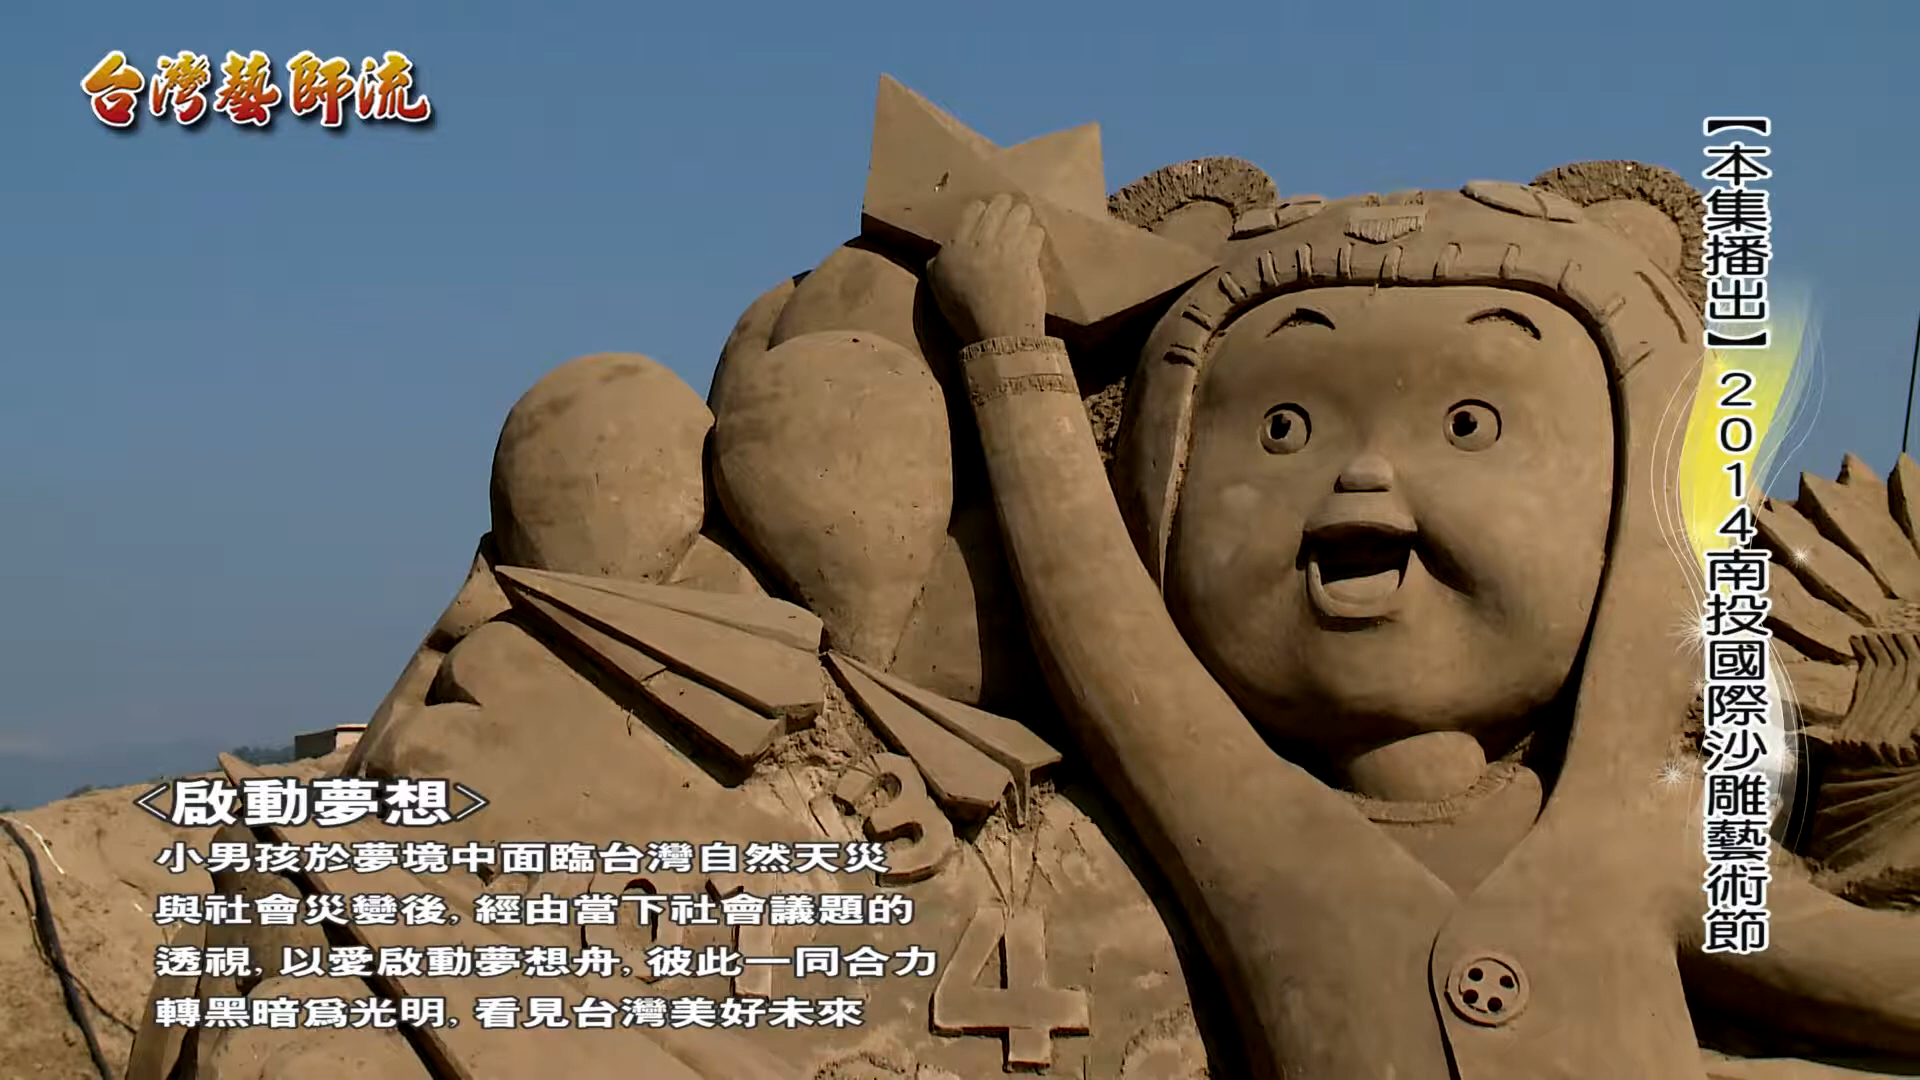 台灣藝師流
【本集播出】2014南投國際沙雕藝術節
<啟動夢想>
小男孩於夢境中面臨台灣自然天災
與社會災變後,經由當下社會議題的
透視,以愛啟動夢想舟,彼此一同合力
轉黑暗為光明,看見台灣美好未來
3
4